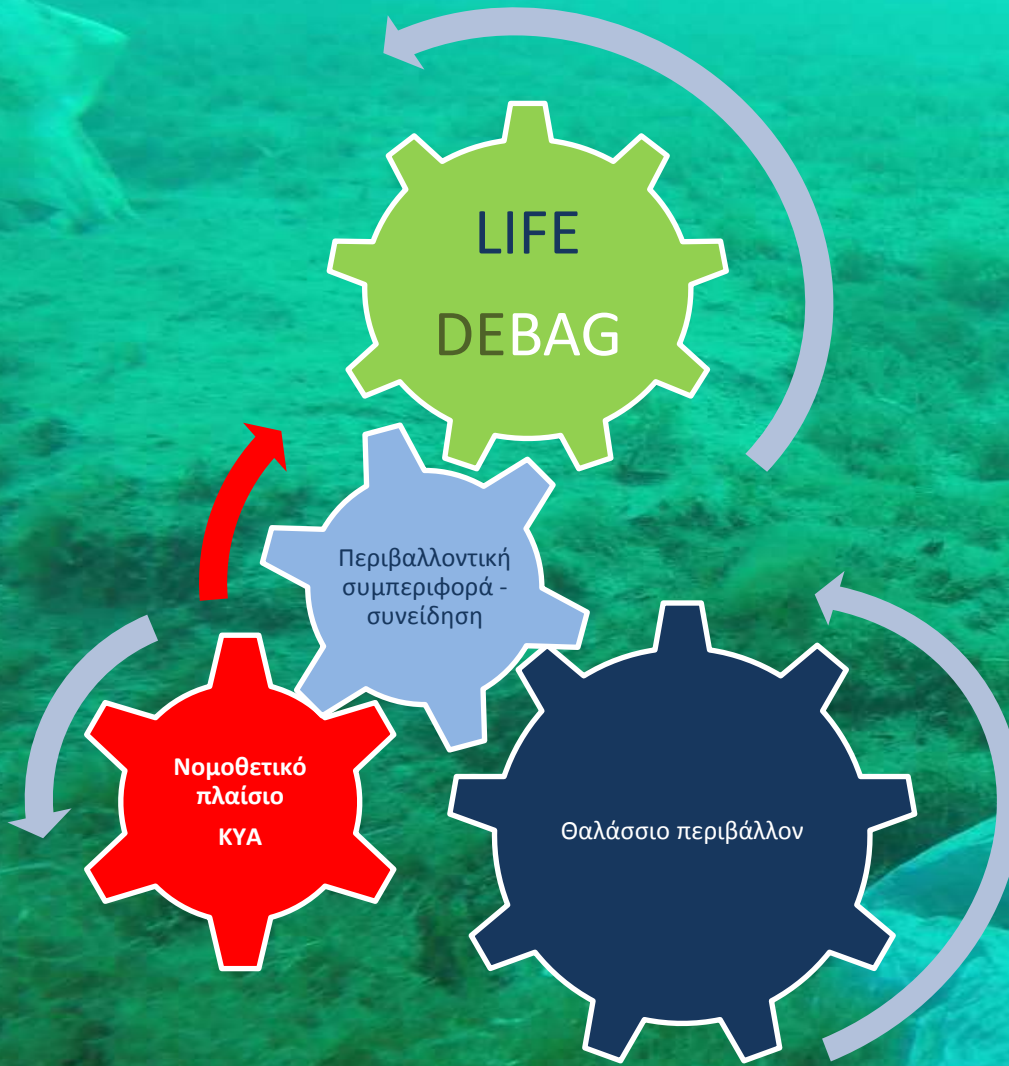 LIFE
DEBAG
Περιβαλλοντική
συμπεριφορά -
συνείδηση
Νομοθετικό
πλαίσιο
ΚΥΑ
Θαλάσσιο περιβάλλον